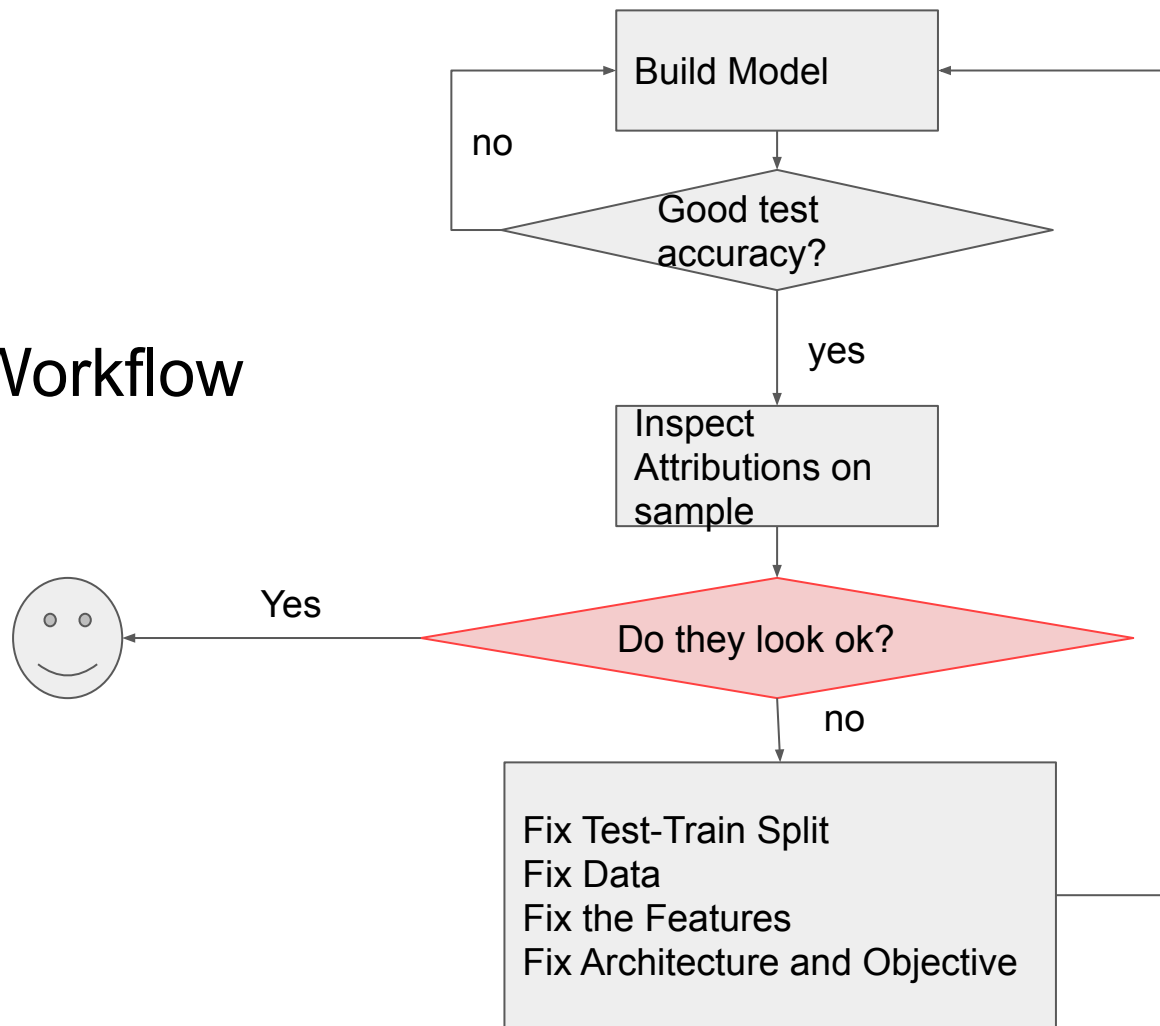 Build Model
no
Good test
accuracy?
yes
Workflow
Inspect
Attributions on
sample
Yes
Do they look ok?
no
Fix Test-Train Split
Fix Data
Fix the Features
Fix Architecture and Objective